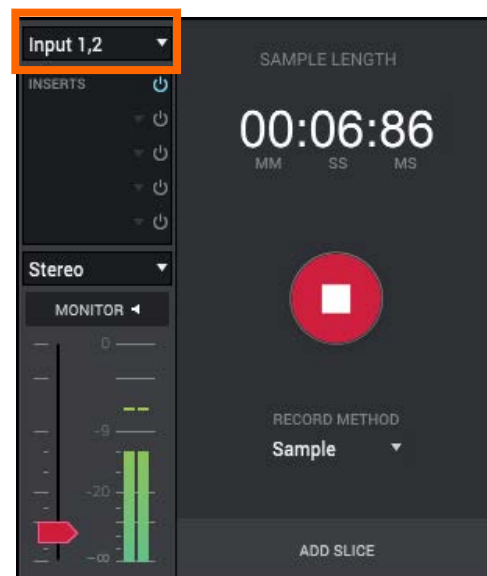 Input 1,2
INSERTS
Stereo
MONITOR
0
-9
-20
-∞
SAMPLE LENGTH
00:06:86
MM SS MS
RECORD METHOD
Sample
ADD SLICE